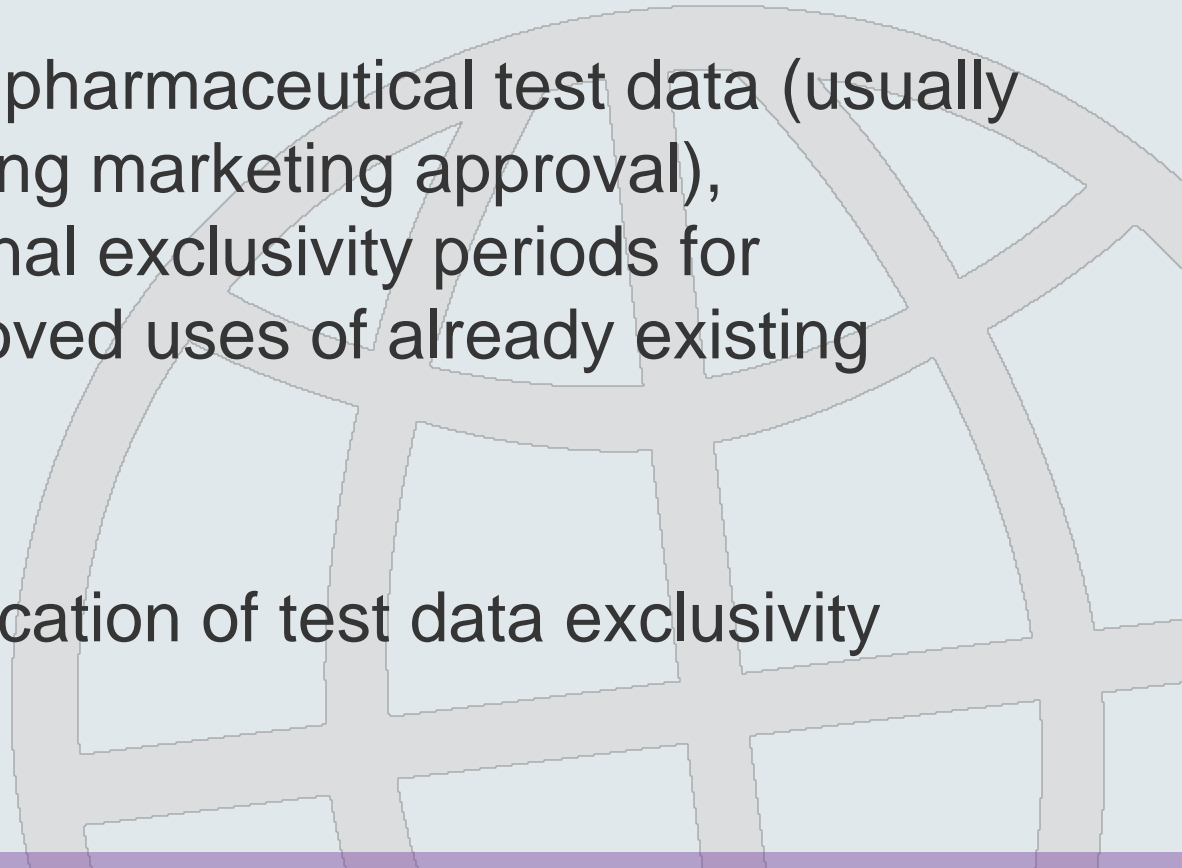 pharmaceutical test data (usually
ng marketing approval),
nal exclusivity periods for
oved uses of already existing
cation of test data exclusivity